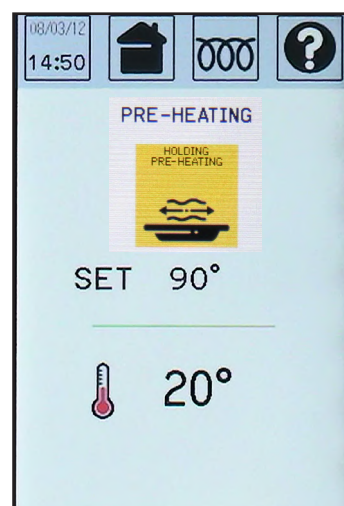 08/03/12
14:50
?
PRE-HEATING
HOLDING
PRE-HEATING
SET 90°
20°